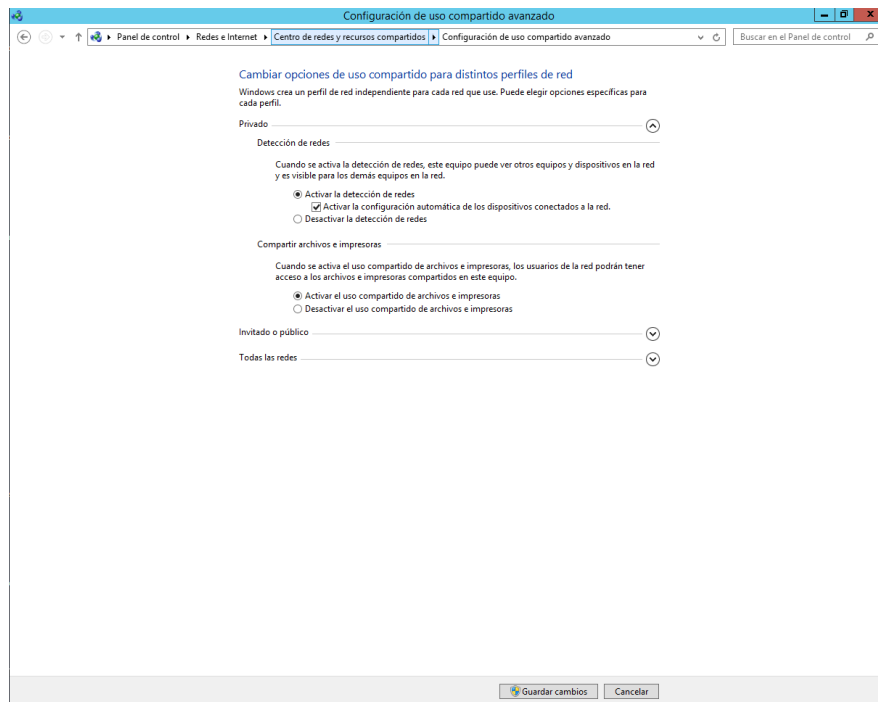 Configuración de uso compartido avanzado
Panel de control Redes e Internet Centro de redes y recursos compartidos Configuración de uso compartido avanzado
Buscar en el Panel de control
Cambiar opciones de uso compartido para distintos perfiles de red
Windows crea un perfil de red independiente para cada red que use. Puede elegir opciones específicas para
cada perfil.
Privado
Detección de redes
Cuando se activa la detección de redes, este equipo puede ver otros equipos y dispositivos en la red
y es visible para los demás equipos en la red.
Activar la detección de redes
Activar la configuración automática de los dispositivos conectados a la red.
Desactivar la detección de redes
Compartir archivos e impresoras
Cuando se activa el uso compartido de archivos e impresoras, los usuarios de la red podrán tener
acceso a los archivos e impresoras compartidos en este equipo.
Activar el uso compartido de archivos e impresoras
Desactivar el uso compartido de archivos e impresoras
Invitado o público
Todas las redes
Guardar cambios
Cancelar